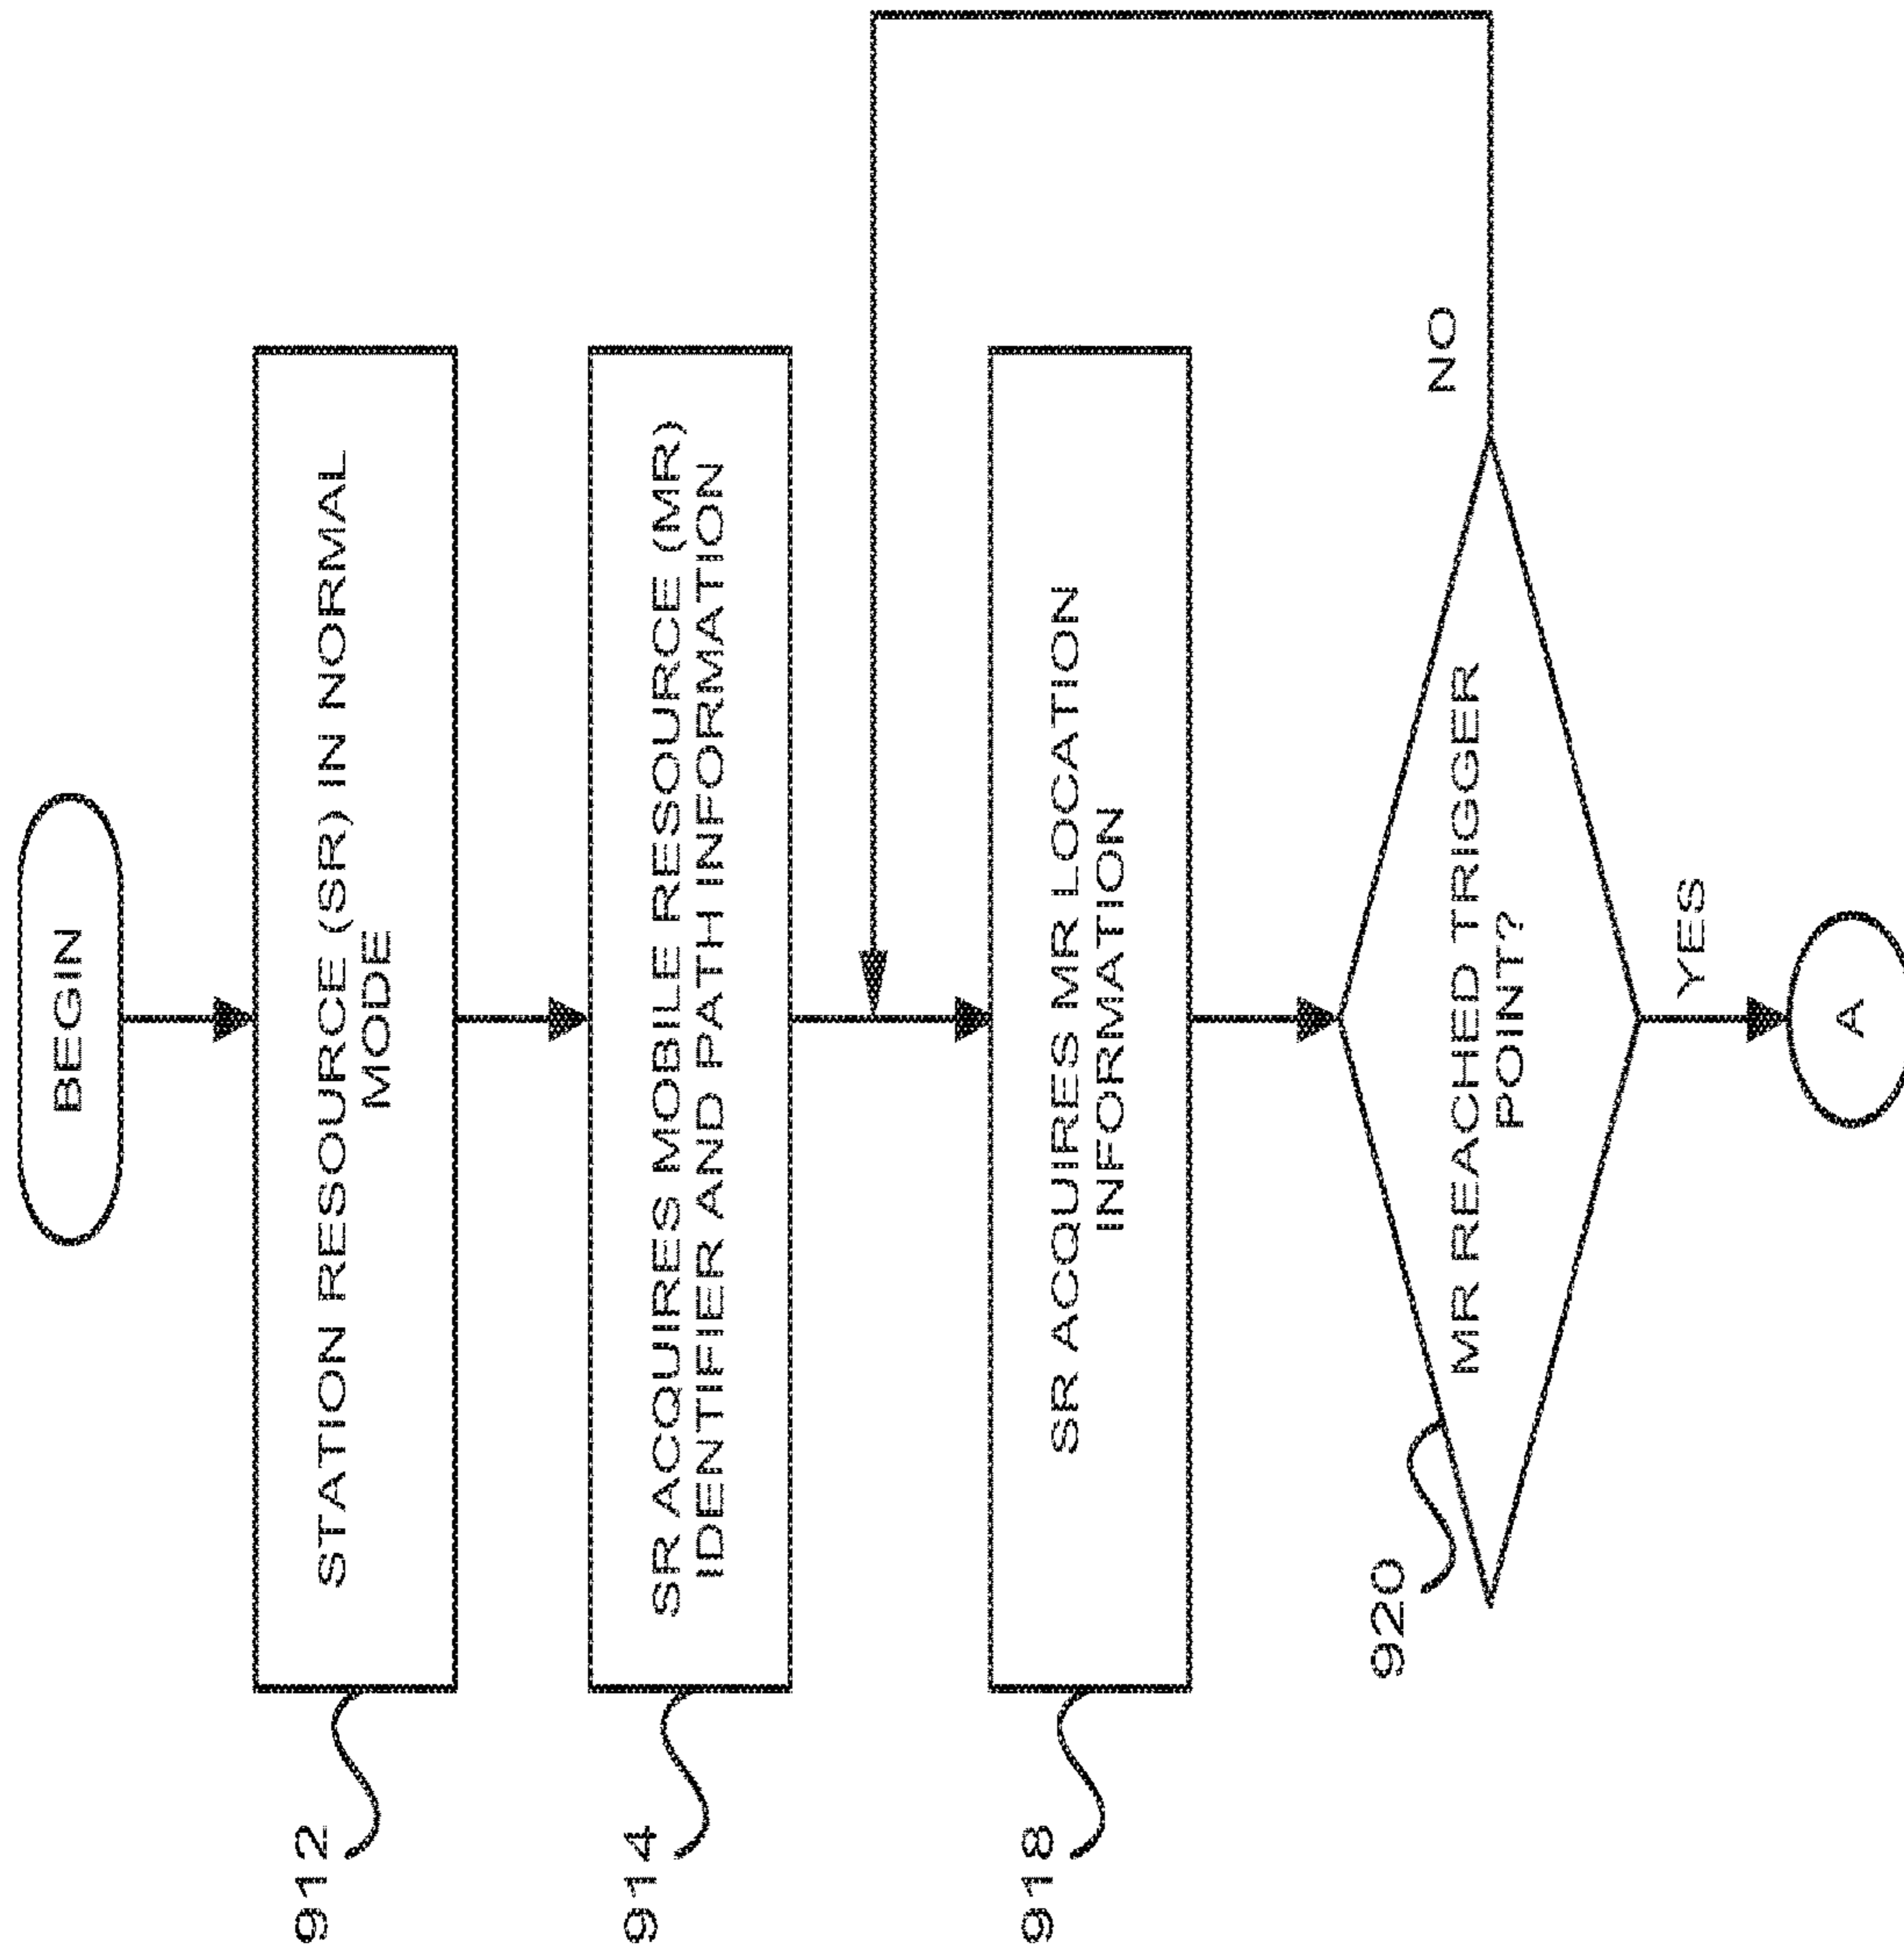 BEGIN
912
STATION RESOURCE (SR) IN NORMAL
MODE
914
SR ACQUIRES MOBILE RESOURCE (MR)
IDENTIFIER AND PATH INFORMATION
918
SR ACQUIRES MR LOCATION
INFORMATION
920
MR REACHED TRIGGER
POINT?
NO
YES
A